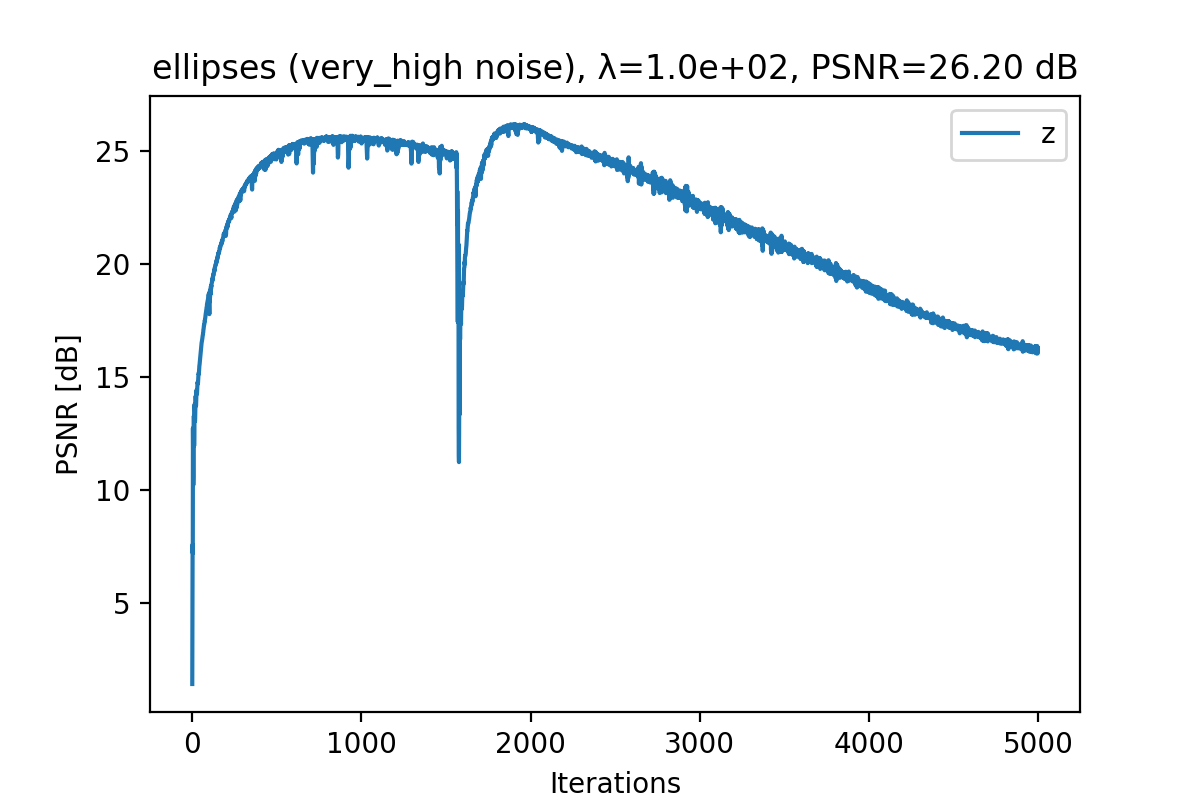 ellipses (very_high noise), λ=1.0e+02, PSNR=26.20 dB
z
PSNR [dB]
25
20
15
10
5
0 1000 2000 3000 4000 5000
Iterations